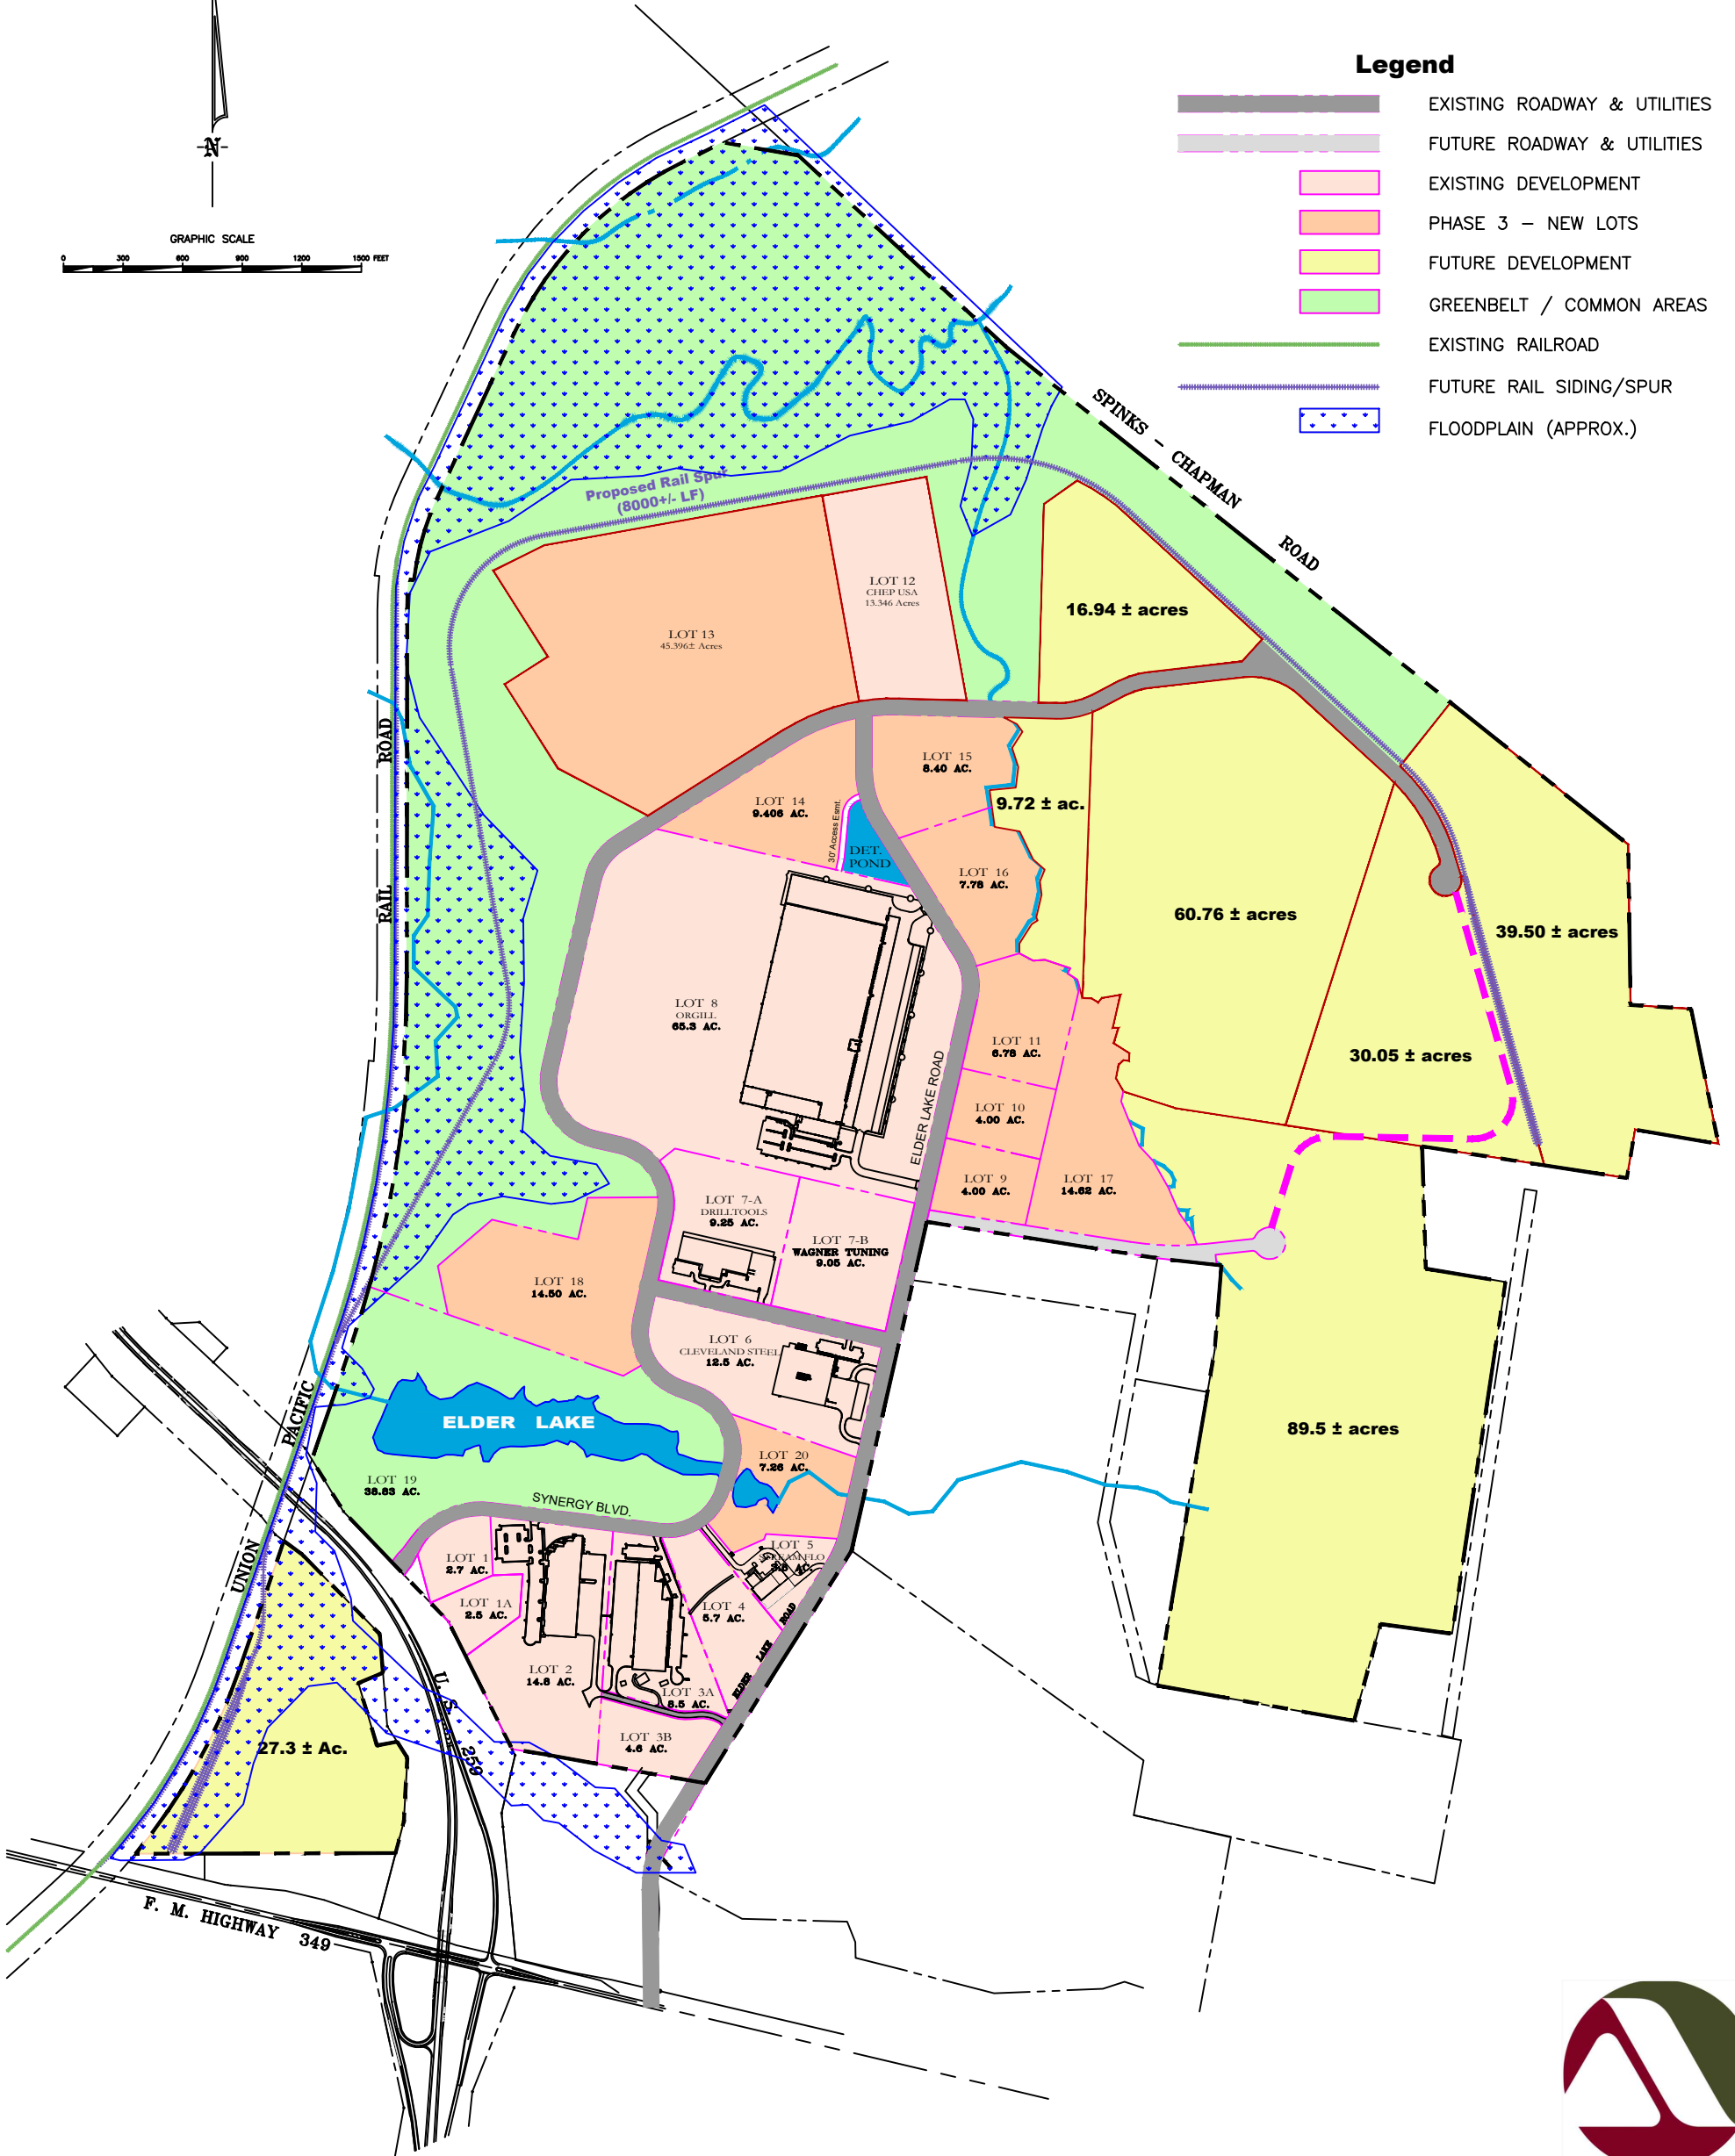 Legend
EXISTING ROADWAY & UTILITIES
FUTURE ROADWAY & UTILITIES
EXISTING DEVELOPMENT
PHASE 3 – NEW LOTS
FUTURE DEVELOPMENT
GREENBELT / COMMON AREAS
EXISTING RAILROAD
FUTURE RAIL SIDING/SPUR
FLOODPLAIN (APPROX.)
N
GRAPHIC SCALE
0 300 600 900 1200 1500 FEET
SPINKS – CHAPMAN
ROAD
Proposed Rail Spur
(8000+/- LF)
LOT 12
CHEP USA
13.346 Acres
LOT 13
45.396± Acres
16.94 ± acres
RAIL ROAD
LOT 15
8.40 AC.
LOT 14
9.406 AC.
30' Access Esmt.
DET.
POND
9.72 ± ac.
LOT 16
7.78 AC.
60.76 ± acres
39.50 ± acres
LOT 8
ORGILL
65.3 AC.
LOT 11
6.78 AC.
30.05 ± acres
ELDER LAKE ROAD
LOT 10
4.00 AC.
LOT 9
4.00 AC.
LOT 17
14.62 AC.
LOT 7-A
DRILLTOOLS
9.25 AC.
LOT 7-B
WAGNER TUNING
9.05 AC.
LOT 18
14.50 AC.
LOT 6
CLEVELAND STEEL
12.5 AC.
UNION PACIFIC
ELDER LAKE
89.5 ± acres
LOT 20
7.26 AC.
LOT 19
38.83 AC.
SYNERGY BLVD.
LOT 1
2.7 AC.
LOT 5
LOT 1A
2.5 AC.
LOT 4
5.7 AC.
ELDER LAKE ROAD
LOT 2
14.8 AC.
LOT 3A
8.5 AC.
LOT 3B
4.6 AC.
U. S. 259
27.3 ± Ac.
F. M. HIGHWAY 349